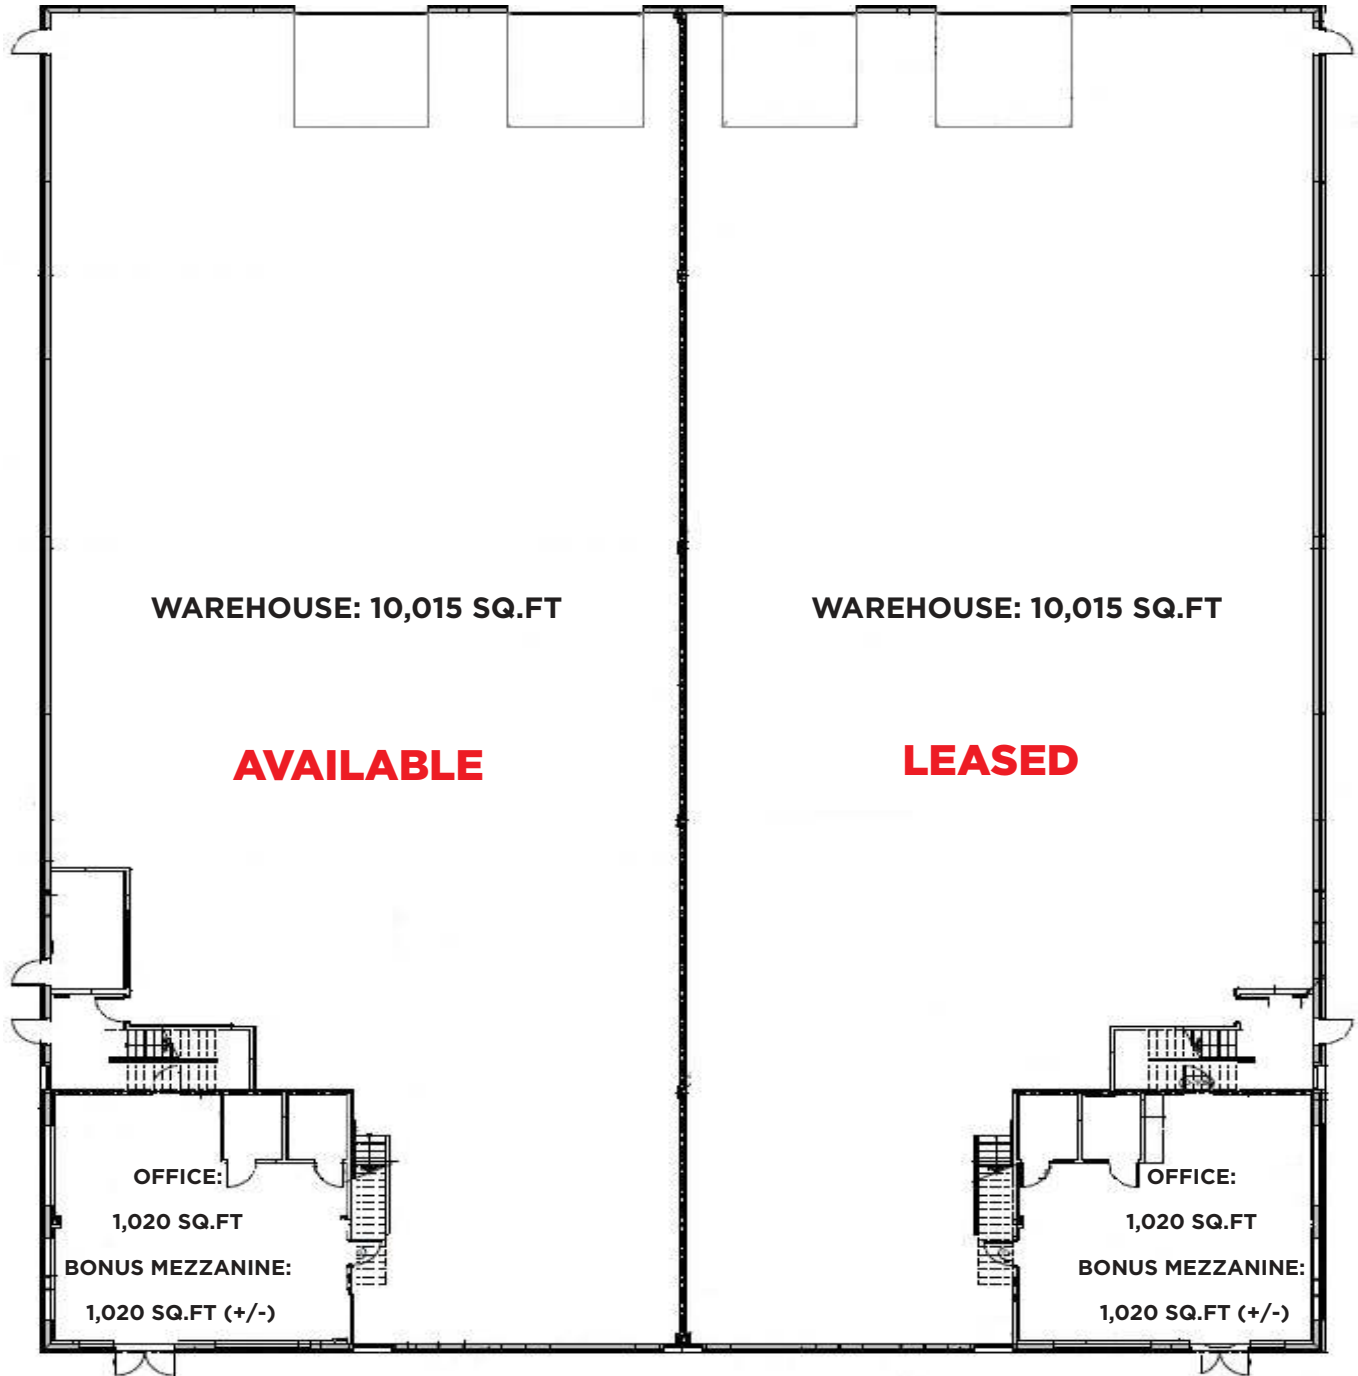 WAREHOUSE: 10,015 SQ.FT
AVAILABLE
OFFICE:
1,020 SQ.FT
BONUS MEZZANINE:
1,020 SQ.FT (+/-)
WAREHOUSE: 10,015 SQ.FT
LEASED
OFFICE:
1,020 SQ.FT
BONUS MEZZANINE:
1,020 SQ.FT (+/-)